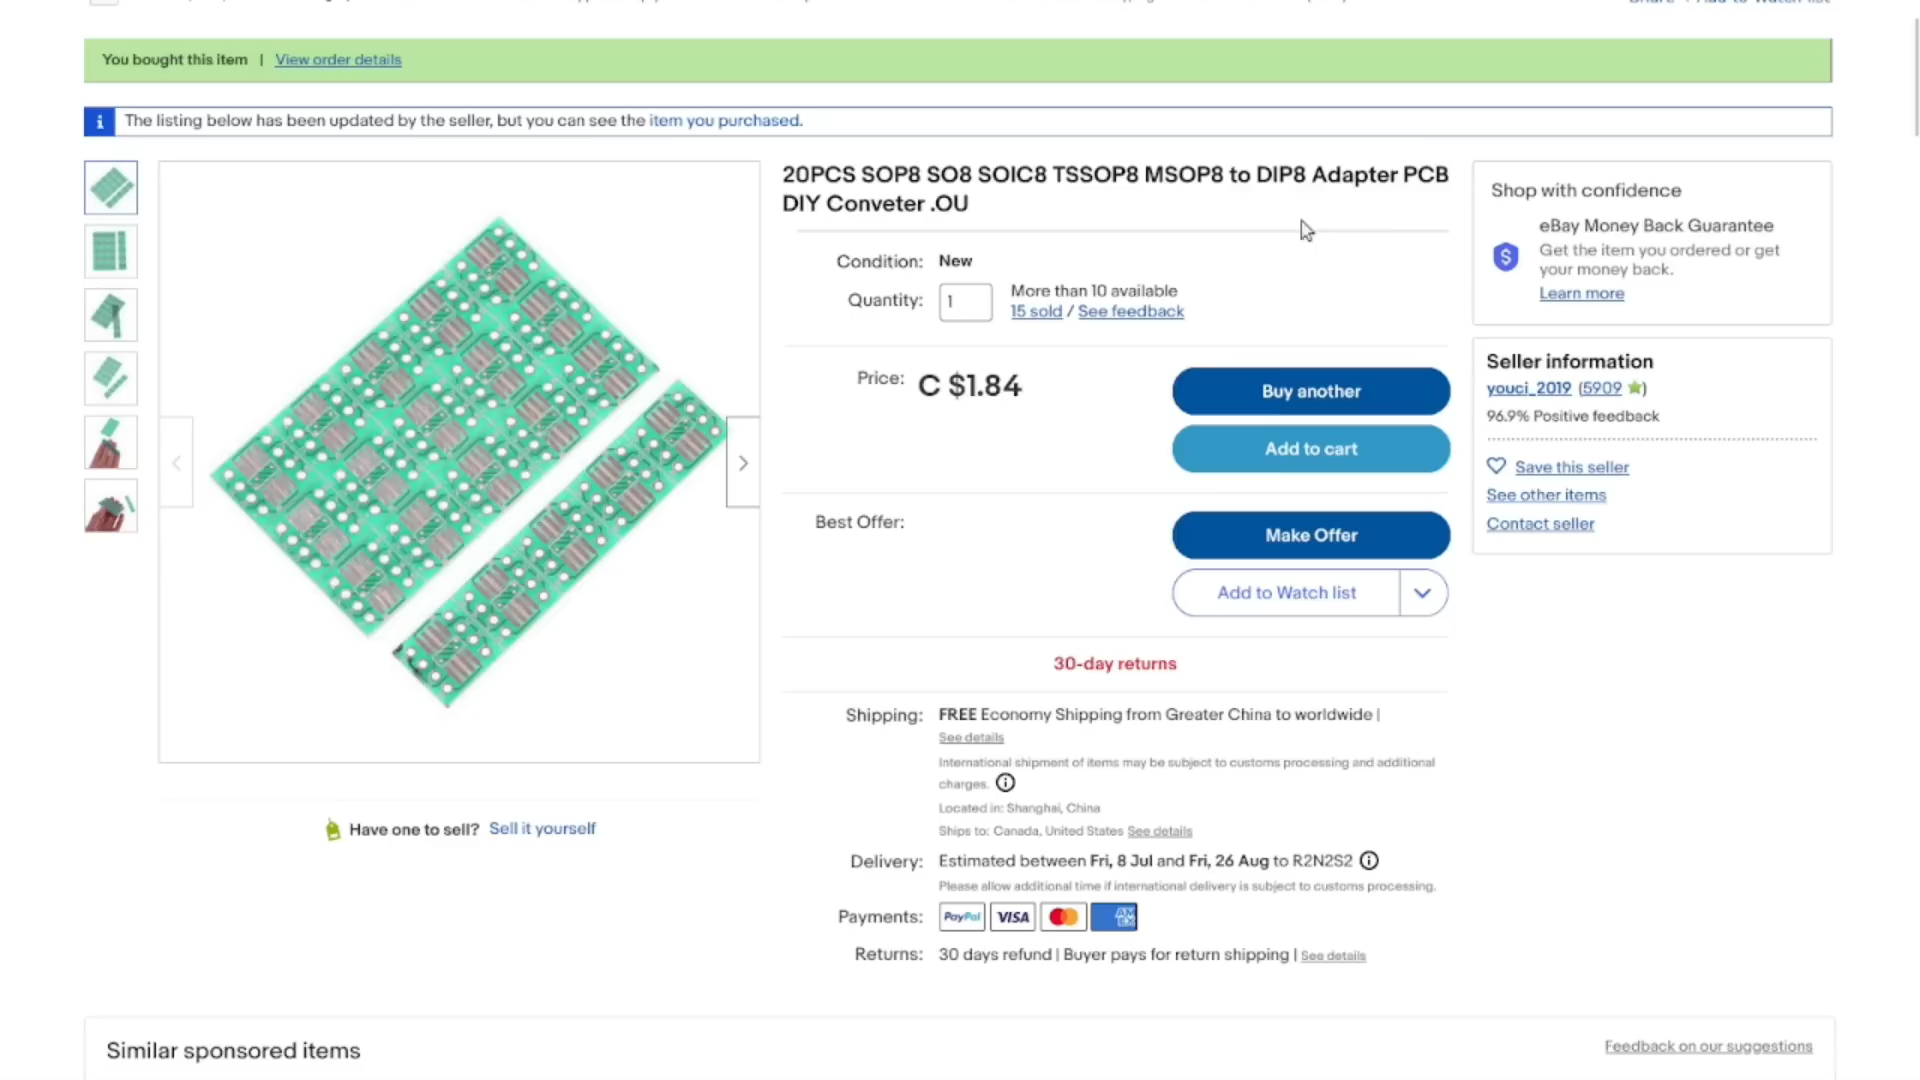 You bought this item | View order details
i The listing below has been updated by the seller, but you can see the item you purchased.
20PCS SOP8 SO8 SOIC8 TSSOP8 MSOP8 to DIP8 Adapter PCB
DIY Conveter .OU
Condition: New
Quantity: 1
More than 10 available
15 sold / See feedback
Price: C $1.84
Buy another
Add to cart
Best Offer:
Make Offer
Add to Watch list
30-day returns
Shipping: FREE Economy Shipping from Greater China to worldwide |
See details
International shipment of items may be subject to customs processing and additional
charges.
Located in: Shanghai, China
Ships to: Canada, United States See details
Delivery: Estimated between Fri, 8 Jul and Fri, 26 Aug to R2N2S2
Please allow additional time if international delivery is subject to customs processing.
Payments: PayPal VISA AMEX
Returns: 30 days refund | Buyer pays for return shipping | See details
Shop with confidence
eBay Money Back Guarantee
Get the item you ordered or get
your money back.
Learn more
Seller information
youci_2019 (5909)
96.9% Positive feedback
Save this seller
See other items
Contact seller
Have one to sell? Sell it yourself
Similar sponsored items
Feedback on our suggestions